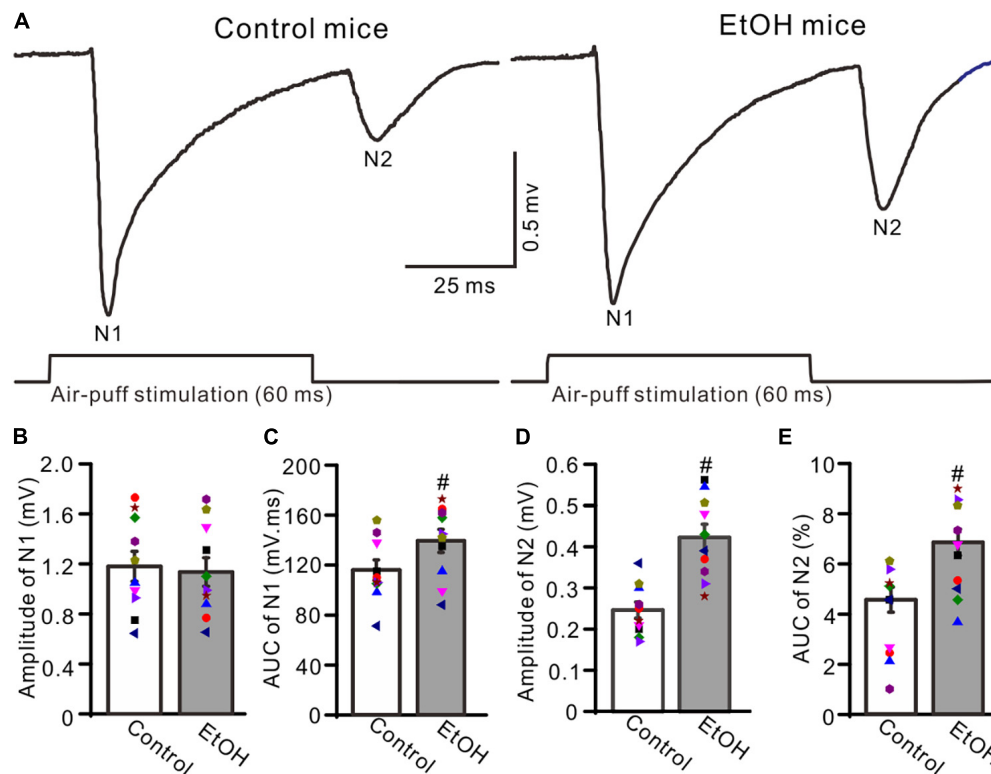 A
Control mice
EtOH mice
N1
N2
0.5 mv
25 ms
N1
N2
Air-puff stimulation (60 ms)
Air-puff stimulation (60 ms)
B
Amplitude of N1 (mV)
2.0
1.6
1.2
0.8
0.4
0
Control
EtOH
C
AUC of N1 (mV.ms)
200
160
120
80
40
0
#
Control
EtOH
D
Amplitude of N2 (mV)
0.6
0.5
0.4
0.3
0.2
0.1
0
#
Control
EtOH
E
AUC of N2 (%)
10
8
6
4
2
0
#
Control
EtOH